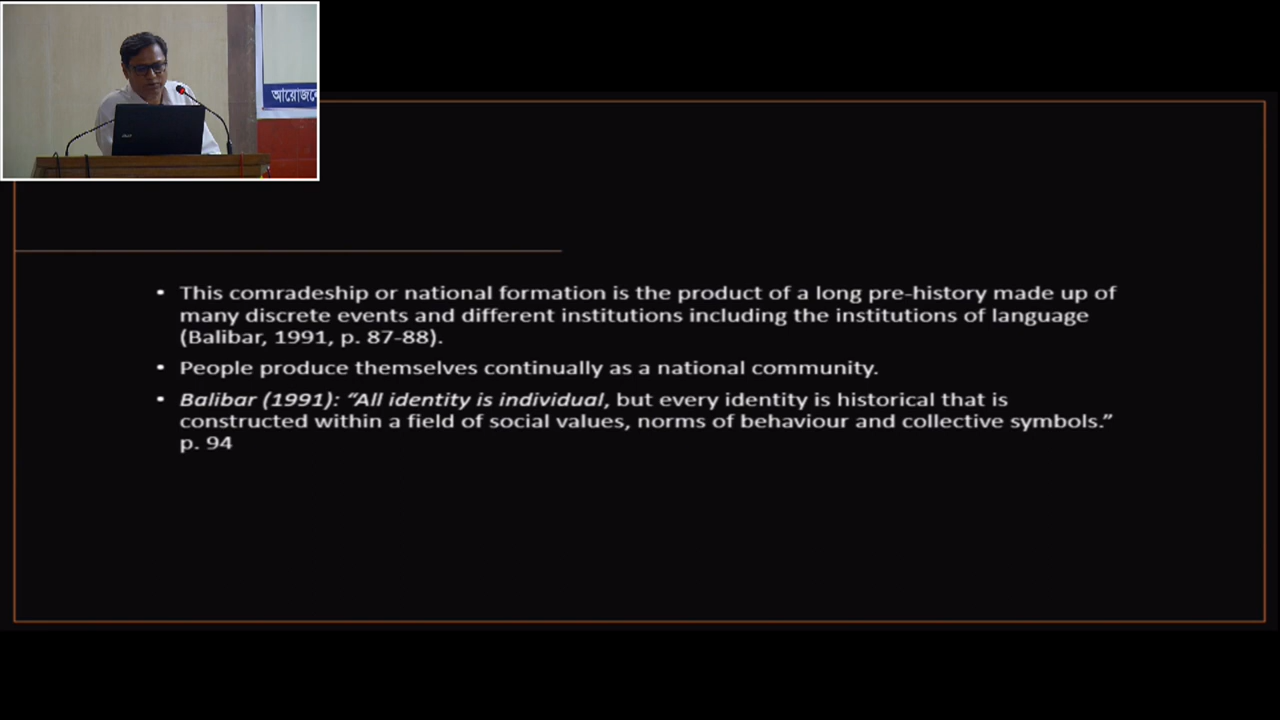 আয়োজনে
This comradeship or national formation is the product of a long pre-history made up of
many discrete events and different institutions including the institutions of language
(Balibar, 1991, p. 87-88).
People produce themselves continually as a national community.
Balibar (1991): “All identity is individual, but every identity is historical that is
constructed within a field of social values, norms of behaviour and collective symbols.”
p. 94